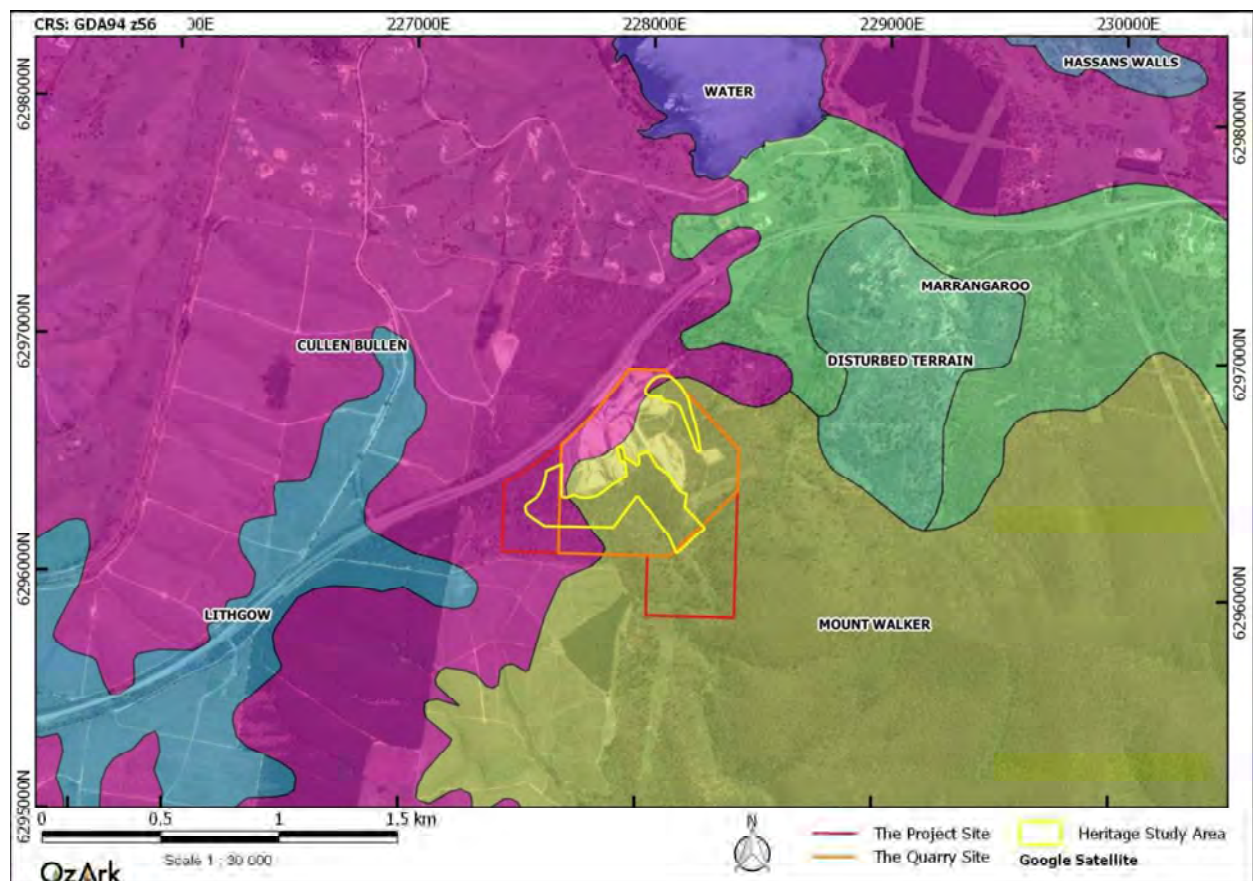 CRS: GDA94 z56
227000E
228000E
229000E
230000E
6298000N
6298000N
HASSANS WALLS
WATER
MARRANGAROO
6297000N
6297000N
CULLEN BULLEN
DISTURBED TERRAIN
6296000N
6296000N
LITHGOW
MOUNT WALKER
6295000N
0 0.5 1 1.5 km
Scale 1 : 30 000
OzArk
N
The Project Site
The Quarry Site
Heritage Study Area
Google Satellite